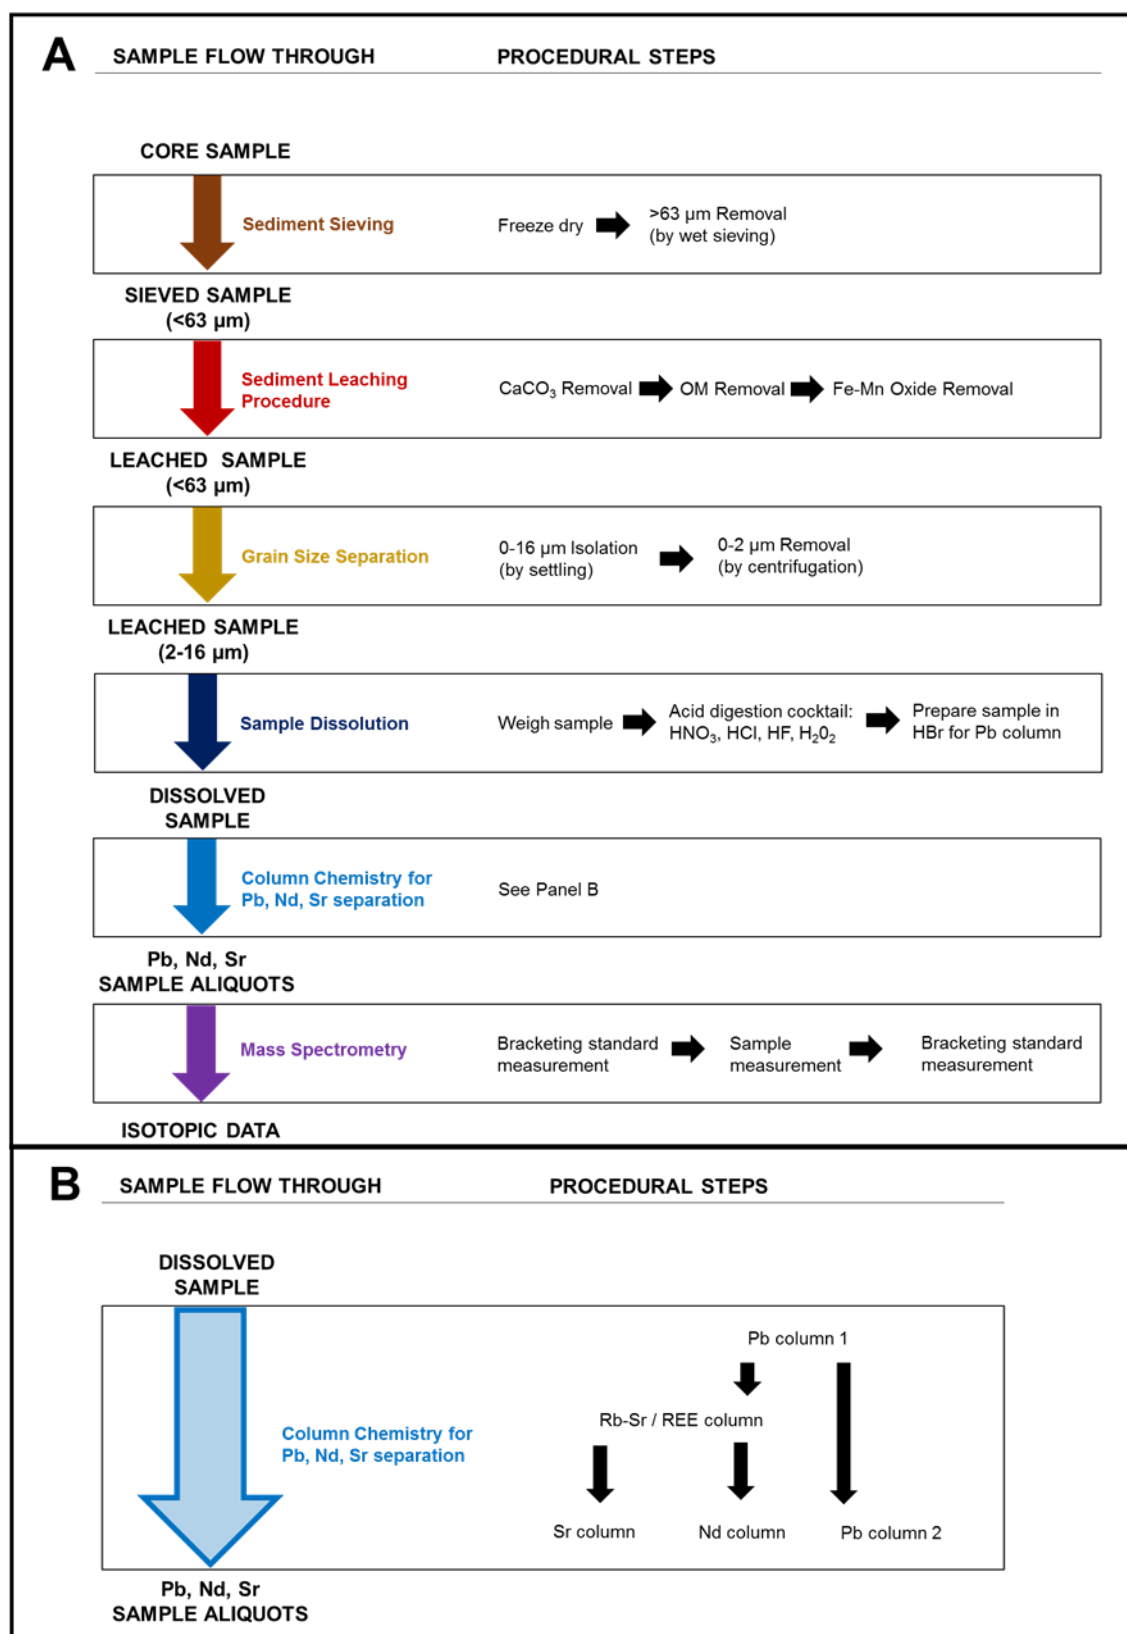 A
SAMPLE FLOW THROUGH
PROCEDURAL STEPS
CORE SAMPLE
Sediment Sieving
Freeze dry
>63 µm Removal
(by wet sieving)
SIEVED SAMPLE
(<63 µm)
Sediment Leaching
Procedure
CaCO₃ Removal
OM Removal
Fe-Mn Oxide Removal
LEACHED SAMPLE
(<63 µm)
Grain Size Separation
0-16 µm Isolation
(by settling)
0-2 µm Removal
(by centrifugation)
LEACHED SAMPLE
(2-16 µm)
Sample Dissolution
Weigh sample
Acid digestion cocktail:
HNO₃, HCl, HF, H₂0₂
Prepare sample in
HBr for Pb column
DISSOLVED
SAMPLE
Column Chemistry for
Pb, Nd, Sr separation
See Panel B
Pb, Nd, Sr
SAMPLE ALIQUOTS
Mass Spectrometry
Bracketing standard
measurement
Sample
measurement
Bracketing standard
measurement
ISOTOPIC DATA
B
SAMPLE FLOW THROUGH
PROCEDURAL STEPS
DISSOLVED
SAMPLE
Column Chemistry for
Pb, Nd, Sr separation
Pb column 1
Rb-Sr / REE column
Sr column
Nd column
Pb column 2
Pb, Nd, Sr
SAMPLE ALIQUOTS